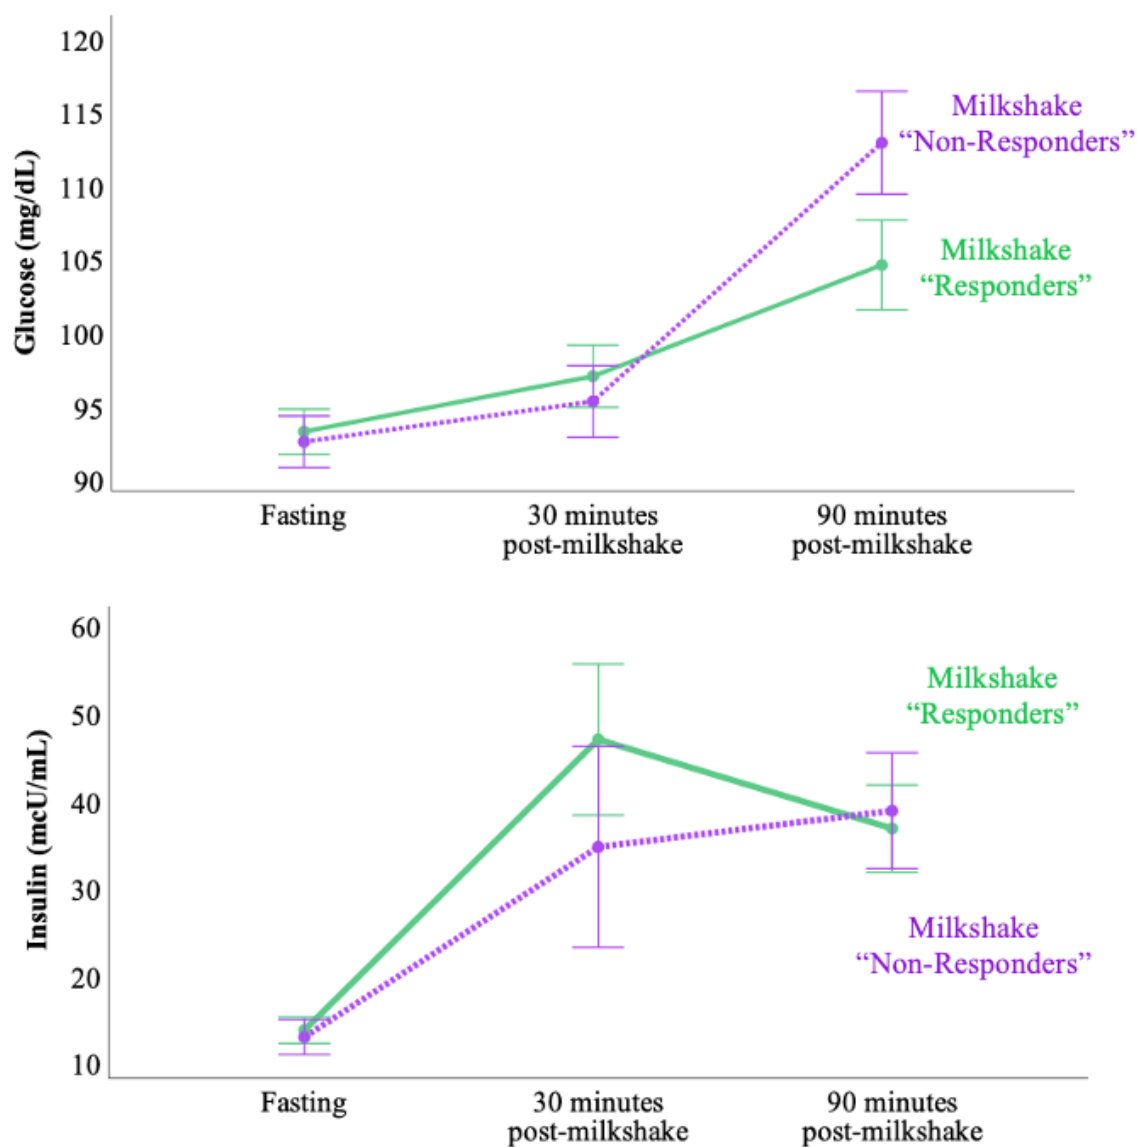 120
115
110
105
100
95
90
Glucose (mg/dL)
Milkshake
“Non-Responders”
Milkshake
“Responders”
Fasting
30 minutes
post-milkshake
90 minutes
post-milkshake
60
50
40
30
20
10
Insulin (mcU/mL)
Milkshake
“Responders”
Milkshake
“Non-Responders”
Fasting
30 minutes
post-milkshake
90 minutes
post-milkshake